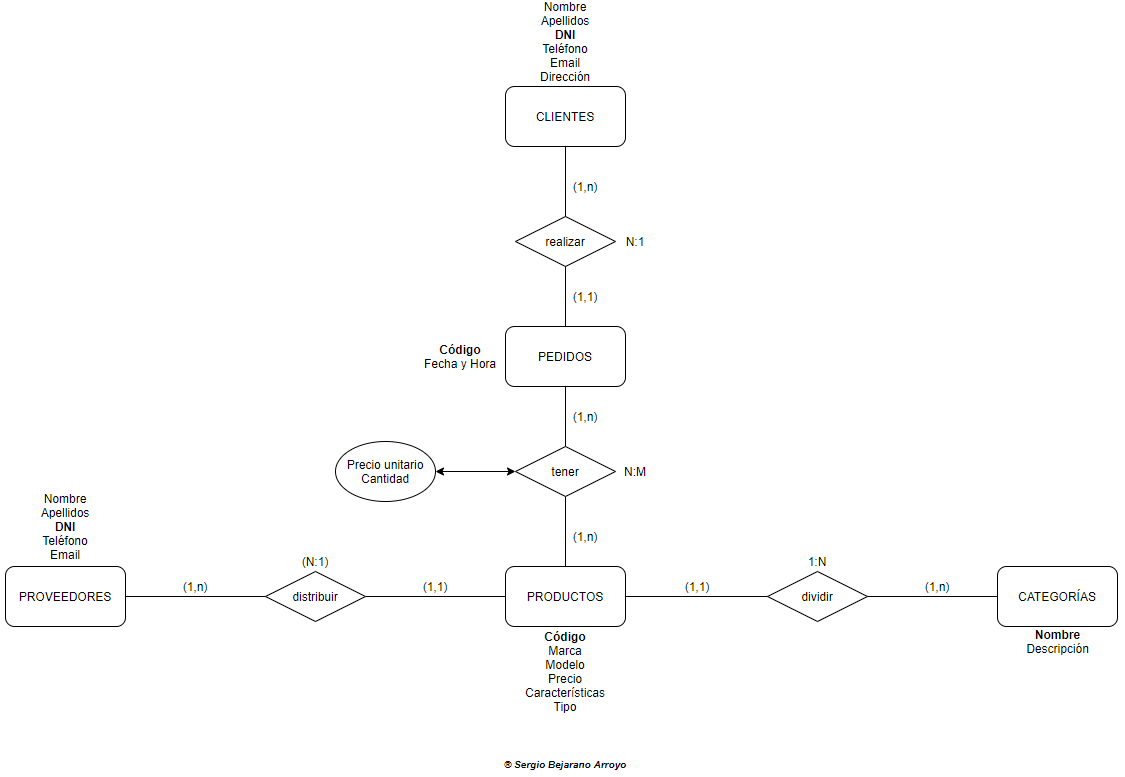 Nombre
Apellidos
DNI
Teléfono
Email
Dirección
CLIENTES
(1,n)
realizar
N:1
(1,1)
Código
Fecha y Hora
PEDIDOS
(1,n)
Precio unitario
Cantidad
tener
N:M
(1,n)
Nombre
Apellidos
DNI
Teléfono
Email
PROVEEDORES
(1,n)
(N:1)
distribuir
(1,1)
PRODUCTOS
Código
Marca
Modelo
Precio
Características
Tipo
(1,1)
1:N
dividir
(1,n)
CATEGORÍAS
Nombre
Descripción
® Sergio Bejarano Arroyo